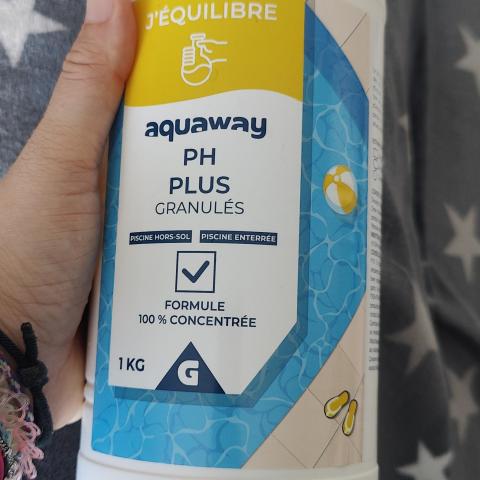 J'ÉQUILIBRE
aquaway
PH
PLUS
GRANULÉS
PISCINE HORS-SOL PISCINE ENTERRÉE
FORMULE
100 % CONCENTRÉE
1 KG
G